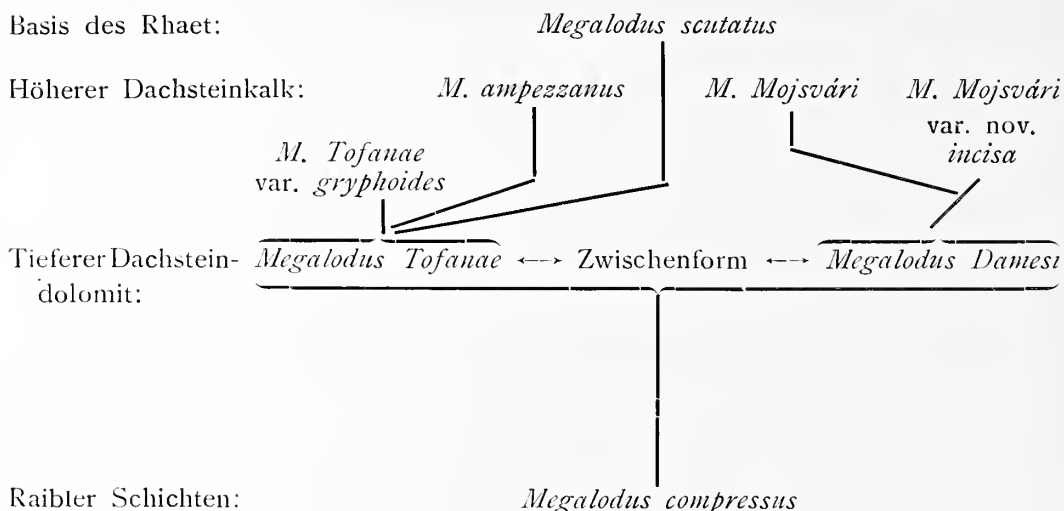 Basis des Rhaet: Megalodus scutatus
Höherer Dachsteinkalk: M. ampezzanus M. Mojsvári M. Mojsvári
var. nov.
incisa
M. Tofanae
var. gryphoides
Tieferer Dachstein- Megalodus Tofanae ←--→ Zwischenform ←--→ Megalodus Damesi
dolomit:
Raibler Schichten: Megalodus compressus